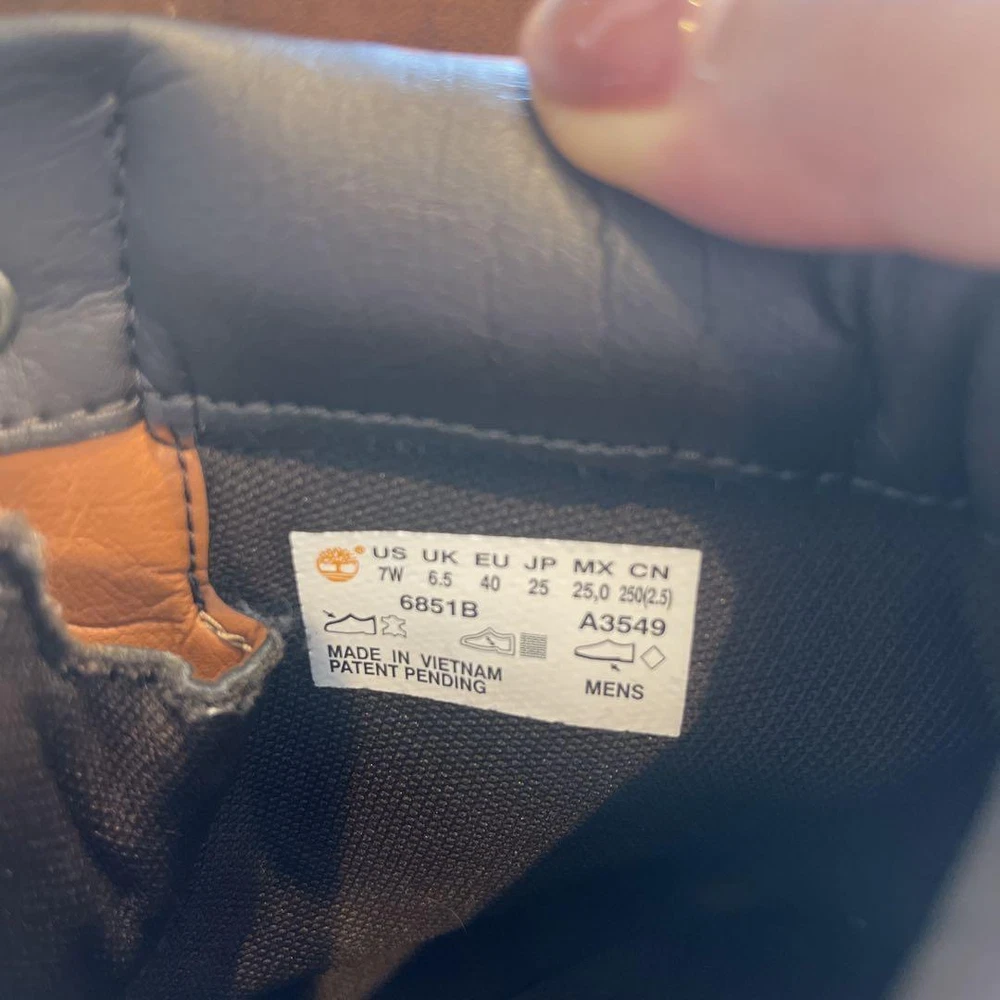 US UK EU JP MX CN
7W 6.5 40 25 25,0 250(2.5)
6851B A3549
MADE IN VIETNAM
PATENT PENDING
MENS